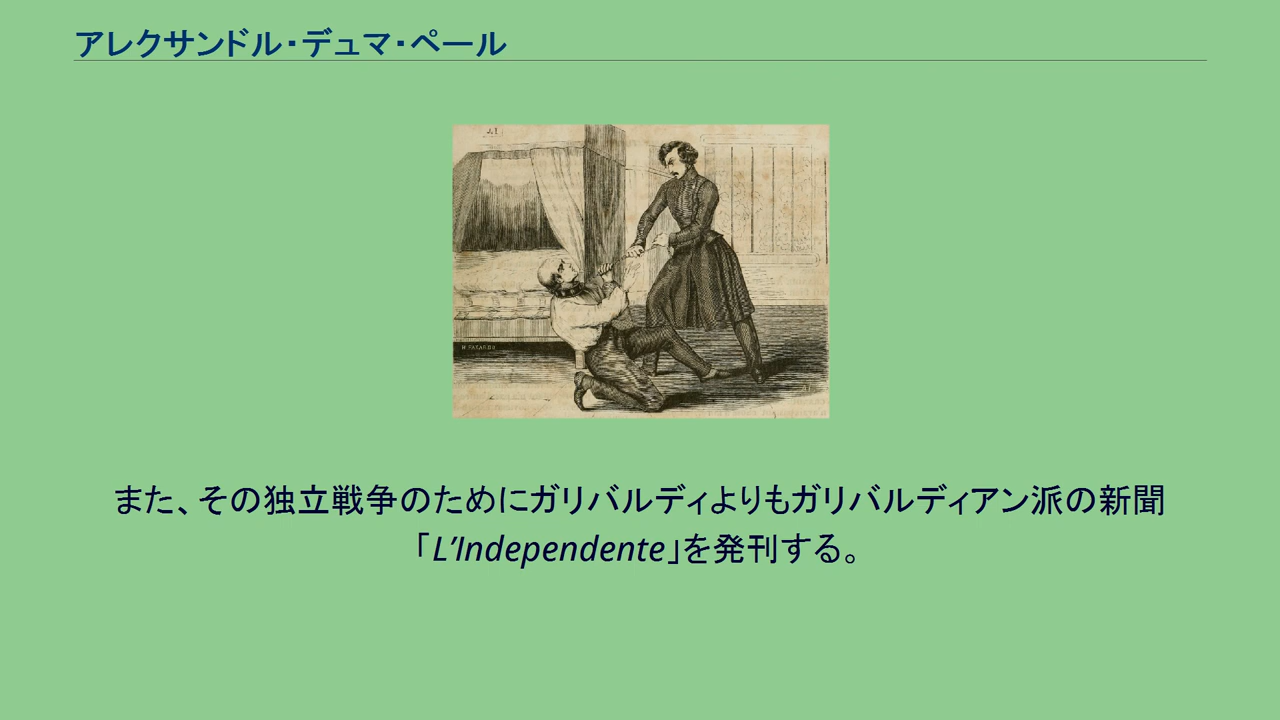 アレクサンドル・デュマ・ペール
H FATARDO
また、その独立戦争のためにガリバルディよりもガリバルディアン派の新聞
「L’Independente」を発刊する。